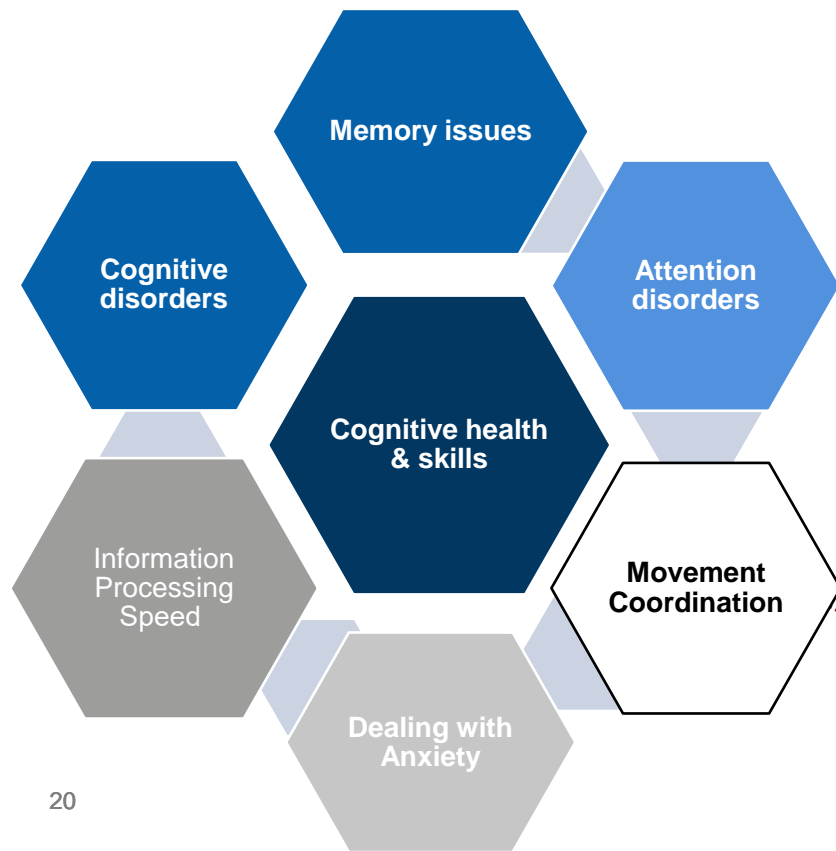 Memory issues
Cognitive
disorders
Attention
disorders
Cognitive health
& skills
Information
Processing
Speed
Movement
Coordination
Dealing with
Anxiety
20